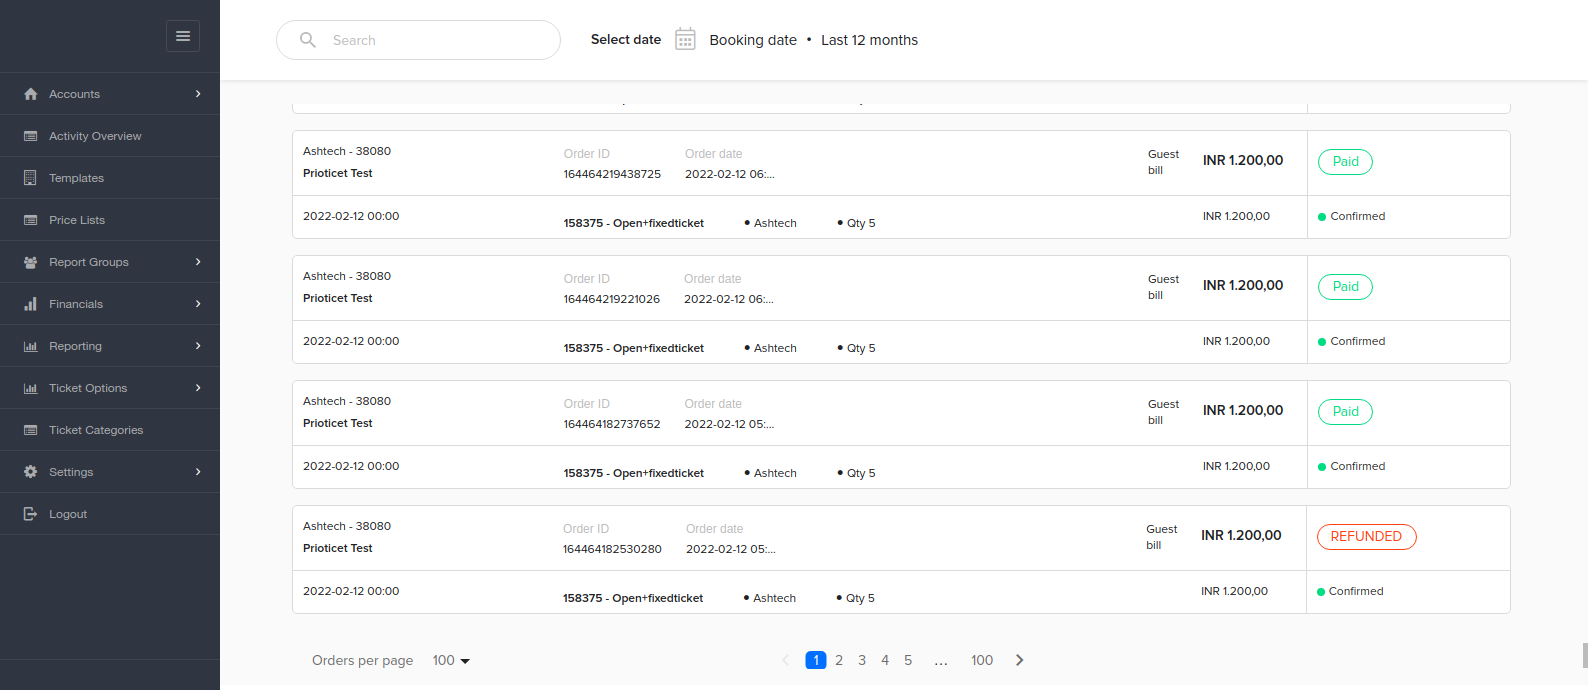 Search
Select date
Booking date • Last 12 months
Accounts
Activity Overview
Templates
Price Lists
Report Groups
Financials
Reporting
Ticket Options
Ticket Categories
Settings
Logout
Ashtech - 38080
Prioticet Test
Order ID
164464219438725
Order date
2022-02-12 06:...
Guest
bill
INR 1.200,00
Paid
2022-02-12 00:00
158375 - Open+fixedticket
• Ashtech
• Qty 5
INR 1.200,00
Confirmed
Ashtech - 38080
Prioticet Test
Order ID
164464219221026
Order date
2022-02-12 06:...
Guest
bill
INR 1.200,00
Paid
2022-02-12 00:00
158375 - Open+fixedticket
• Ashtech
• Qty 5
INR 1.200,00
Confirmed
Ashtech - 38080
Prioticet Test
Order ID
164464182737652
Order date
2022-02-12 05:...
Guest
bill
INR 1.200,00
Paid
2022-02-12 00:00
158375 - Open+fixedticket
• Ashtech
• Qty 5
INR 1.200,00
Confirmed
Ashtech - 38080
Prioticet Test
Order ID
164464182530280
Order date
2022-02-12 05:...
Guest
bill
INR 1.200,00
REFUNDED
2022-02-12 00:00
158375 - Open+fixedticket
• Ashtech
• Qty 5
INR 1.200,00
Confirmed
Orders per page 100
1 2 3 4 5 ... 100